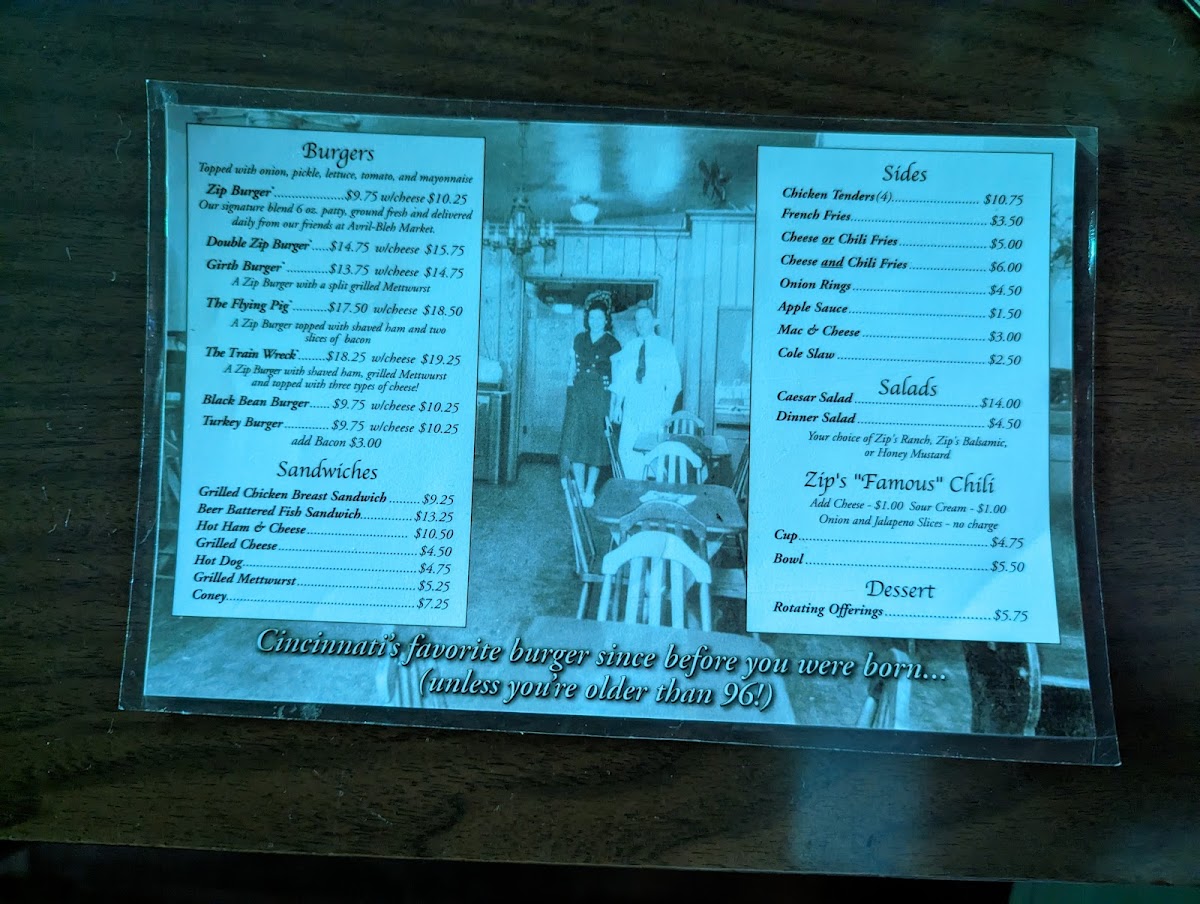 Burgers
Topped with onion, pickle, lettuce, tomato, and mayonnaise
Zip Burger*........................$9.75 w/cheese $10.25
Our signature blend 6 oz. patty, ground fresh and delivered
daily from our friends at Avril-Bleh Market.
Double Zip Burger*.....$14.75 w/cheese $15.75
Girth Burger*..............$13.75 w/cheese $14.75
A Zip Burger with a split grilled Mettwurst
The Flying Pig*............$17.50 w/cheese $18.50
A Zip Burger topped with shaved ham and two
slices of bacon
The Train Wreck*.......$18.25 w/cheese $19.25
A Zip Burger with shaved ham, grilled Mettwurst
and topped with three types of cheese!
Black Bean Burger......$9.75 w/cheese $10.25
Turkey Burger.............$9.75 w/cheese $10.25
add Bacon $3.00
Sandwiches
Grilled Chicken Breast Sandwich........$9.25
Beer Battered Fish Sandwich....................$13.25
Hot Ham & Cheese..........................$10.50
Grilled Cheese..................................$4.50
Hot Dog............................................$4.75
Grilled Mettwurst..............................$5.25
Coney................................................$7.25
Sides
Chicken Tenders(4)............................$10.75
French Fries...................................$3.50
Cheese or Chili Fries.......................$5.00
Cheese and Chili Fries.....................$6.00
Onion Rings...................................$4.50
Apple Sauce....................................$1.50
Mac & Cheese.................................$3.00
Cole Slaw.......................................$2.50
Salads
Caesar Salad...................................$14.00
Dinner Salad..................................$4.50
Your choice of Zip's Ranch, Zip's Balsamic,
or Honey Mustard
Zip's "Famous" Chili
Add Cheese - $1.00 Sour Cream - $1.00
Onion and Jalapeno Slices - no charge
Cup................................................$4.75
Bowl...............................................$5.50
Dessert
Rotating Offerings............................$5.75
Cincinnati's favorite burger since before you were born...
(unless you're older than 96!)